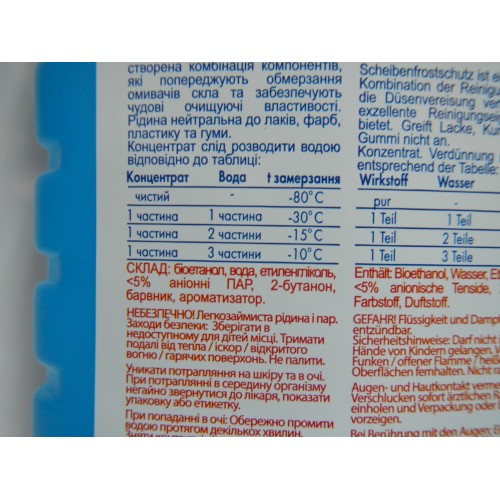 створена комбінація компонентів,
які попереджують обмерзання
омивачів скла та забезпечують
чудові очищуючі властивості.
Рідина нейтральна до лаків, фарб,
пластику та гуми.
Концентрат слід розводити водою
відповідно до таблиці:
Концентрат Вода t замерзання
чистий - -80°C
1 частина 1 частина -30°C
1 частина 2 частини -15°C
1 частина 3 частини -10°C
СКЛАД: біоетанол, вода, етиленгліколь,
<5% аніонні ПАР, 2-бутанон,
барвник, ароматизатор.
НЕБЕЗПЕЧНО! Легкозаймиста рідина і пар.
Заходи безпеки: Зберігати в
недоступному для дітей місці. Тримати
подалі від тепла / іскор / відкритого
вогню / гарячих поверхонь. Не палити.
Уникати потрапляння на шкіру та в очі.
При потраплянні в середину організму
негайно звернутися до лікаря, показати
упаковку або етикетку.
При попаданні в очі: Обережно промити
водою протягом декількох хвилин.
Scheibenfrostschutz ist
Kombination der
die Düsenvereisung
exzellente
bietet. Greift Lacke,
Gummi nicht an.
Konzentrat. Verdünnung
entsprechend der Tabelle:
Wirkstoff Wasser
pur -
1 Teil 1 Teil
1 Teil 2 Teile
1 Teil 3 Teile
Enthält: Bioethanol, Wasser,
<5% anionische Tenside,
Farbstoff, Duftstoff.
GEFAHR! Flüssigkeit und
entzündbar.
Sicherheitshinweise: Darf nicht
Hände von Kindern gelangen.
Funken / offener Flamme /
Oberflächen fernhalten. Nicht
Augen- und Hautkontakt
Verschlucken sofort
einholen und Verpackung oder
vorzeigen.
Bei Berührung mit den Augen: